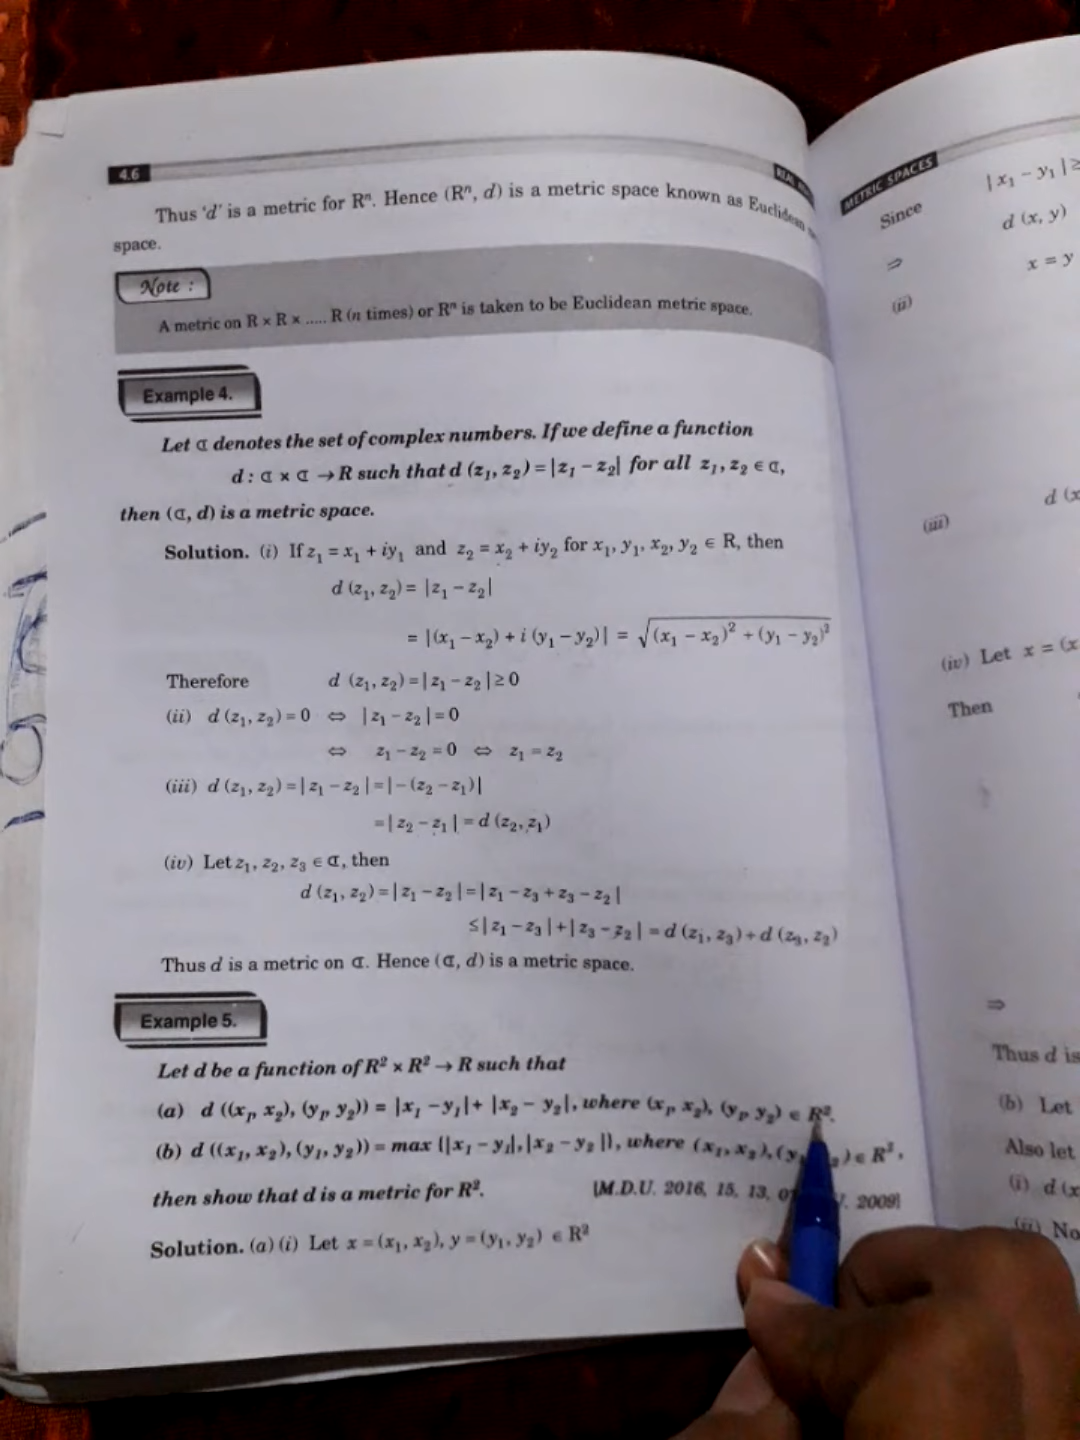 4.6
Thus 'd' is a metric for Rⁿ. Hence (Rⁿ, d) is a metric space known as Euclidean
space.
Note :
A metric on R × R × ..... R (n times) or Rⁿ is taken to be Euclidean metric space.
Example 4.
Let ℂ denotes the set of complex numbers. If we define a function
d : ℂ × ℂ → R such that d (z₁, z₂) = |z₁ – z₂| for all z₁, z₂ ∈ ℂ,
then (ℂ, d) is a metric space.
Solution. (i) If z₁ = x₁ + iy₁ and z₂ = x₂ + iy₂ for x₁, y₁, x₂, y₂ ∈ R, then
d (z₁, z₂) = |z₁ – z₂|
= |(x₁ – x₂) + i (y₁ – y₂)| = √(x₁ – x₂)² + (y₁ – y₂)²
Therefore d (z₁, z₂) = | z₁ – z₂ | ≥ 0
(ii) d (z₁, z₂) = 0 ⇔ | z₁ – z₂ | = 0
⇔ z₁ – z₂ = 0 ⇔ z₁ = z₂
(iii) d (z₁, z₂) = | z₁ – z₂ | = | – (z₂ – z₁) |
= | z₂ – z₁ | = d (z₂, z₁)
(iv) Let z₁, z₂, z₃ ∈ ℂ, then
d (z₁, z₂) = | z₁ – z₂ | = | z₁ – z₃ + z₃ – z₂ |
≤ | z₁ – z₃ | + | z₃ – z₂ | = d (z₁, z₃) + d (z₃, z₂)
Thus d is a metric on ℂ. Hence (ℂ, d) is a metric space.
Example 5.
Let d be a function of R² × R² → R such that
(a) d ((x₁, x₂), (y₁, y₂)) = |x₁ – y₁| + |x₂ – y₂|, where (x₁, x₂), (y₁, y₂) ∈ R².
(b) d ((x₁, x₂), (y₁, y₂)) = max {|x₁ – y₁|, |x₂ – y₂|}, where (x₁, x₂), (y ₂) ∈ R²,
then show that d is a metric for R². [M.D.U. 2016, 15, 13, 2009]
Solution. (a) (i) Let x = (x₁, x₂), y = (y₁, y₂) ∈ R²
METRIC SPACES
| x₁ – y₁ | ≥
Since d (x, y)
⇒ x = y
(ii)
d (x
(iii)
(iv) Let x = (x
Then
⇒
Thus d is
(b) Let
Also let
(i) d (x
(ii) No